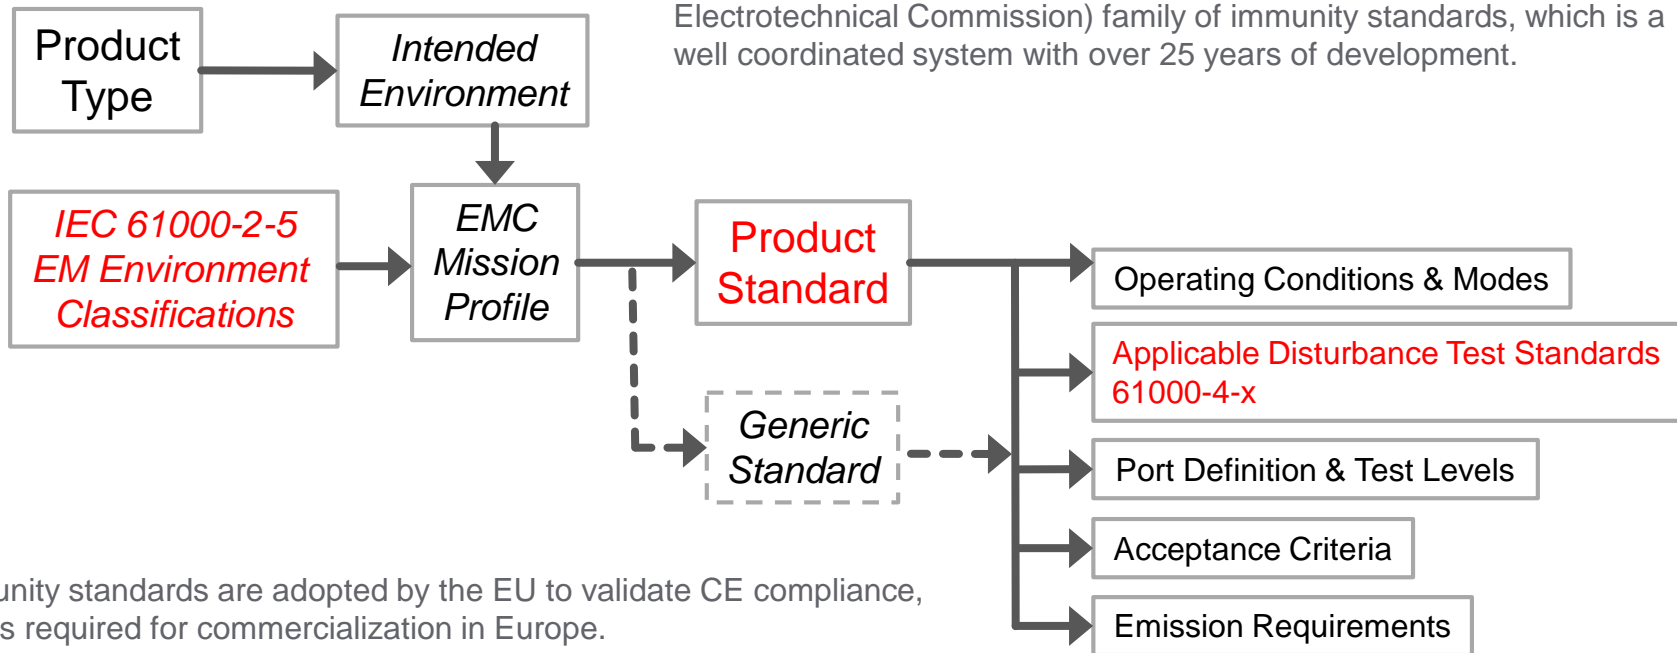 Electrotechnical Commission) family of immunity standards, which is a
well coordinated system with over 25 years of development.
Product
Type
Intended
Environment
IEC 61000-2-5
EM Environment
Classifications
EMC
Mission
Profile
Product
Standard
Generic
Standard
Operating Conditions & Modes
Applicable Disturbance Test Standards
61000-4-x
Port Definition & Test Levels
Acceptance Criteria
Emission Requirements
unity standards are adopted by the EU to validate CE compliance,
s required for commercialization in Europe.